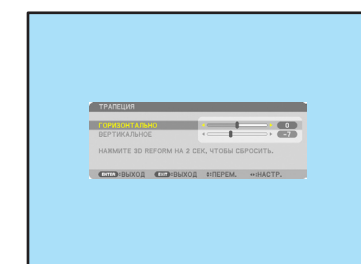 ТРАПЕЦИЯ
ГОРИЗОНТАЛЬНО 0
ВЕРТИКАЛЬНОЕ -7
НАЖМИТЕ 3D REFORM НА 2 СЕК, ЧТОБЫ СБРОСИТЬ.
ENTER :ВЫХОД EXIT :ВЫХОД ↕:ПЕРЕМ. ↔:НАСТР.